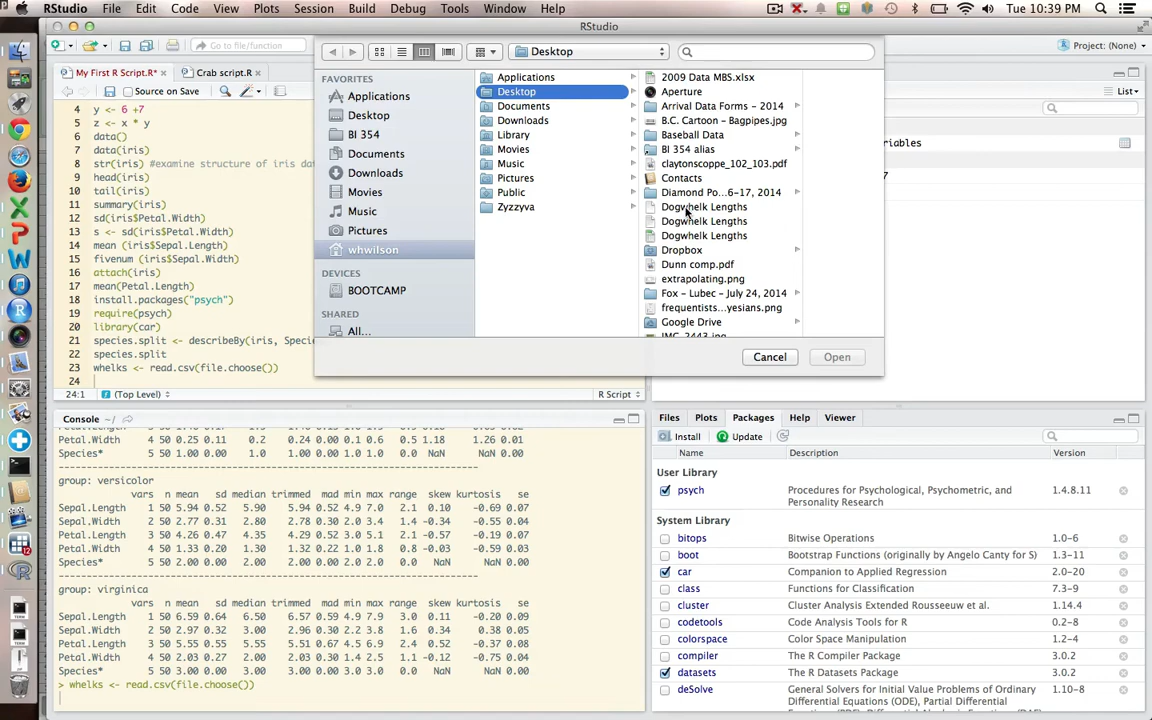 RStudio File Edit Code View Plots Session Build Debug Tools Window Help Tue 10:39 PM
RStudio
Go to file/function
Project: (None)
My First R Script.R* × Crab script.R ×
Source on Save
4 y <- 6 +7
5 z <- x * y
6 data()
7 data(iris)
8 str(iris) #examine structure of iris dat
9 head(iris)
10 tail(iris)
11 summary(iris)
12 sd(iris$Petal.Width)
13 s <- sd(iris$Petal.Width)
14 mean (iris$Sepal.Length)
15 fivenum (iris$Sepal.Width)
16 attach(iris)
17 mean(Petal.Length)
18 install.packages("psych")
19 require(psych)
20 library(car)
21 species.split <- describeBy(iris, Specie
22 species.split
23 whelks <- read.csv(file.choose())
24
24:1 (Top Level) R Script
Desktop
FAVORITES
Applications
Desktop
BI 354
Documents
Downloads
Movies
Music
Pictures
whwilson
DEVICES
BOOTCAMP
SHARED
All...
Applications
Desktop
Documents
Downloads
Library
Movies
Music
Pictures
Public
Zyzzyva
2009 Data MBS.xlsx
Aperture
Arrival Data Forms - 2014
B.C. Cartoon - Bagpipes.jpg
Baseball Data
BI 354 alias
claytonscoppe_102_103.pdf
Contacts
Diamond Po...6-17, 2014
Dogwhelk Lengths
Dogwhelk Lengths
Dogwhelk Lengths
Dropbox
Dunn comp.pdf
extrapolating.png
Fox - Lubec - July 24, 2014
frequentists...yesians.png
Google Drive
IMG_2443.jpg
Cancel Open
List
riables
7
Console ~/
Petal.Width 4 50 0.25 0.11 0.2 0.24 0.00 0.1 0.6 0.5 1.18 1.26 0.01
Species* 5 50 1.00 0.00 1.0 1.00 0.00 1.0 1.0 0.0 NaN NaN 0.00
------------------------------------------------------------
group: versicolor
vars n mean sd median trimmed mad min max range skew kurtosis se
Sepal.Length 1 50 5.94 0.52 5.90 5.94 0.52 4.9 7.0 2.1 0.10 -0.69 0.07
Sepal.Width 2 50 2.77 0.31 2.80 2.78 0.30 2.0 3.4 1.4 -0.34 -0.55 0.04
Petal.Length 3 50 4.26 0.47 4.35 4.29 0.52 3.0 5.1 2.1 -0.57 -0.19 0.07
Petal.Width 4 50 1.33 0.20 1.30 1.32 0.22 1.0 1.8 0.8 -0.03 -0.59 0.03
Species* 5 50 2.00 0.00 2.00 2.00 0.00 2.0 2.0 0.0 NaN NaN 0.00
------------------------------------------------------------
group: virginica
vars n mean sd median trimmed mad min max range skew kurtosis se
Sepal.Length 1 50 6.59 0.64 6.50 6.57 0.59 4.9 7.9 3.0 0.11 -0.20 0.09
Sepal.Width 2 50 2.97 0.32 3.00 2.96 0.30 2.2 3.8 1.6 0.34 0.38 0.05
Petal.Length 3 50 5.55 0.55 5.55 5.51 0.67 4.5 6.9 2.4 0.52 -0.37 0.08
Petal.Width 4 50 2.03 0.27 2.00 2.03 0.30 1.4 2.5 1.1 -0.12 -0.75 0.04
Species* 5 50 3.00 0.00 3.00 3.00 0.00 3.0 3.0 0.0 NaN NaN 0.00
> whelks <- read.csv(file.choose())
Files Plots Packages Help Viewer
Install Update
Name Description Version
User Library
psych Procedures for Psychological, Psychometric, and 1.4.8.11
Personality Research
System Library
bitops Bitwise Operations 1.0-6
boot Bootstrap Functions (originally by Angelo Canty for S) 1.3-11
car Companion to Applied Regression 2.0-20
class Functions for Classification 7.3-9
cluster Cluster Analysis Extended Rousseeuw et al. 1.14.4
codetools Code Analysis Tools for R 0.2-8
colorspace Color Space Manipulation 1.2-4
compiler The R Compiler Package 3.0.2
datasets The R Datasets Package 3.0.2
deSolve General Solvers for Initial Value Problems of Ordinary 1.10-8
Differential Equations (ODE), Partial Differential